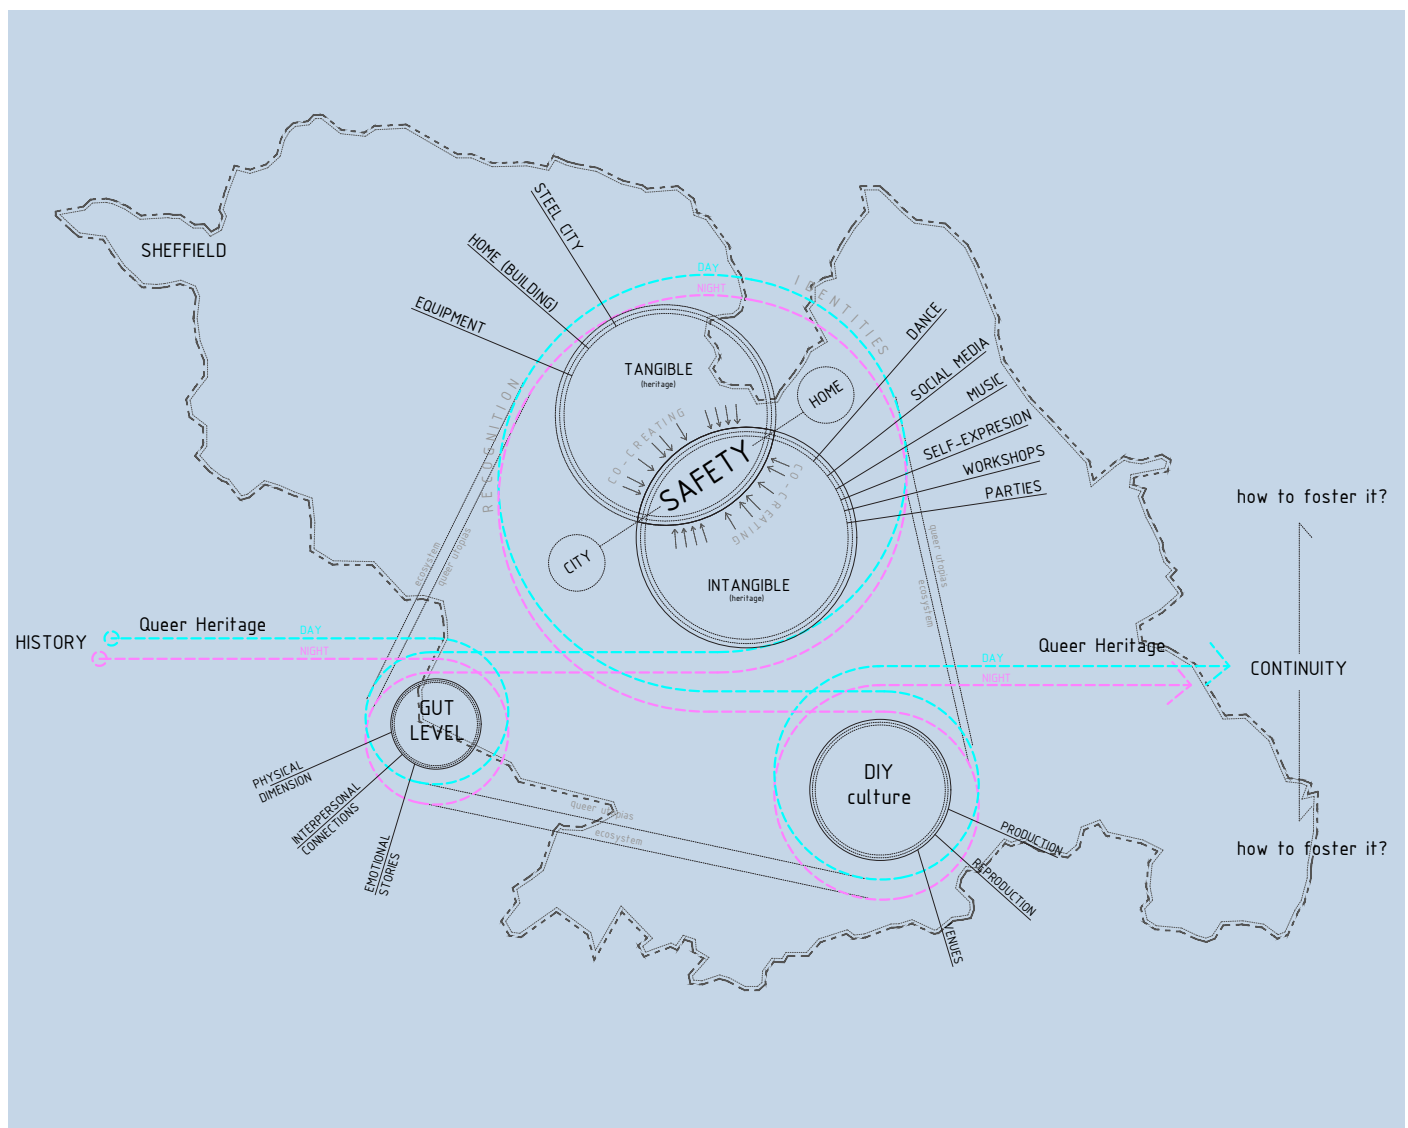 SHEFFIELD
STEEL CITY
HOME (BUILDING)
EQUIPMENT
DAY
NIGHT
IDENTITIES
RECOGNITION
TANGIBLE
(heritage)
HOME
CO-CREATING
SAFETY
CO-CREATING
CITY
INTANGIBLE
(heritage)
DANCE
SOCIAL MEDIA
MUSIC
SELF-EXPRESION
WORKSHOPS
PARTIES
ecosystem
queer utopias
queer utopias
ecosystem
how to foster it?
HISTORY
Queer Heritage
DAY
NIGHT
Queer Heritage
DAY
NIGHT
CONTINUITY
how to foster it?
GUT
LEVEL
PHYSICAL
DIMENSION
INTERPERSONAL
CONNECTIONS
EMOTIONAL
STORIES
queer utopias
ecosystem
DIY
culture
PRODUCTION
REPRODUCTION
VENUES